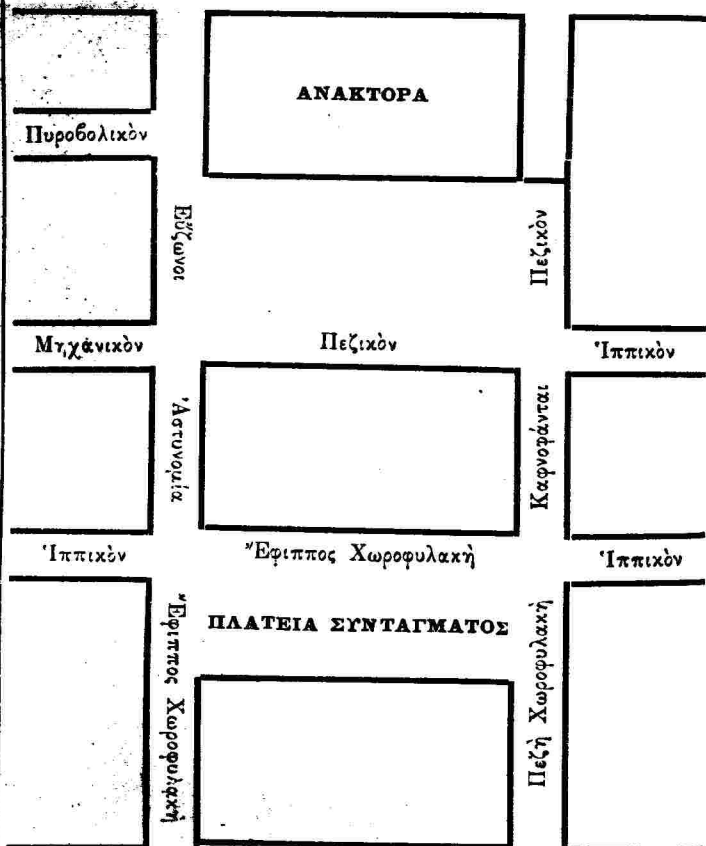 ΑΝΑΚΤΟΡΑ
Πυροβολικὸν
Εὔζωνοι
Πεζικὸν
Μηχανικὸν
Πεζικὸν
Ἱππικὸν
Ἀστυνομία
Καφνοφάνται
Ἱππικὸν
Ἔφιππος Χωροφυλακὴ
Ἱππικὸν
ΠΛΑΤΕΙΑ ΣΥΝΤΑΓΜΑΤΟΣ
Ἔφιππος Χωροφυλακὴ
Πεζὴ Χωροφυλακὴ